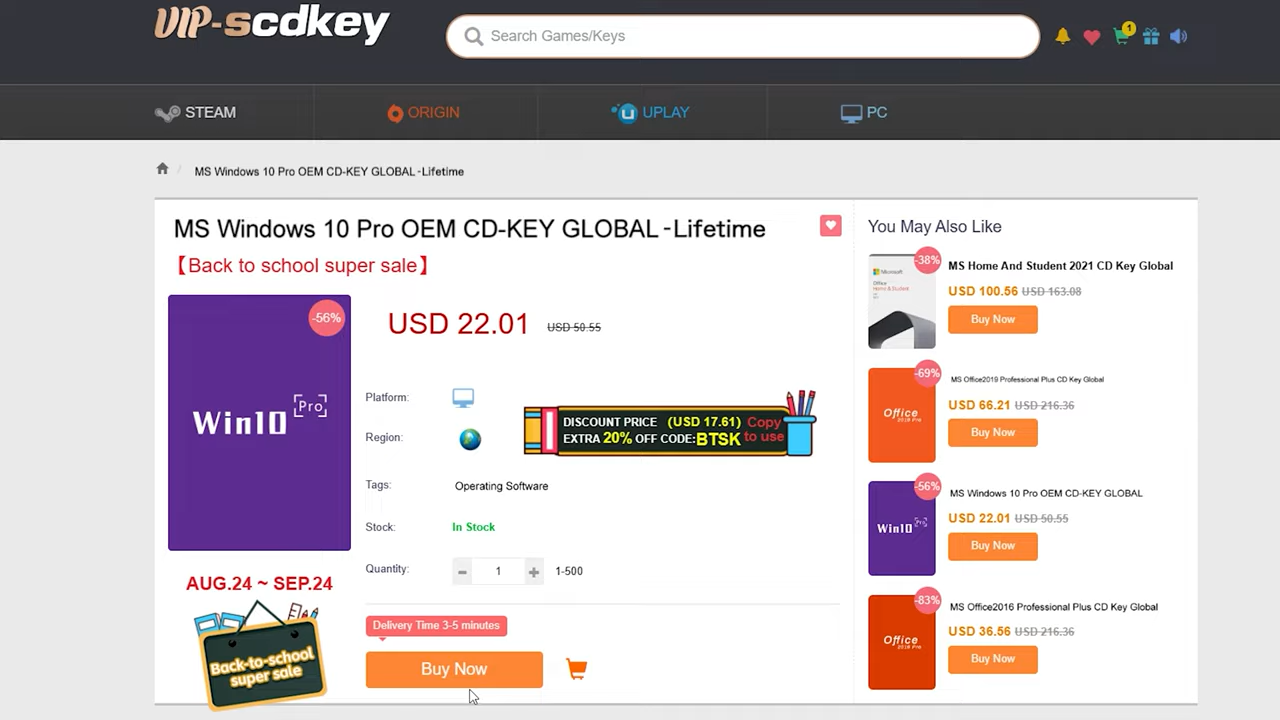 VIP-scdkey
Search Games/Keys
1
STEAM
ORIGIN
UPLAY
PC
/ MS Windows 10 Pro OEM CD-KEY GLOBAL -Lifetime
MS Windows 10 Pro OEM CD-KEY GLOBAL -Lifetime
【Back to school super sale】
-56%
Win10 Pro
USD 22.01 USD 50.55
Platform:
Region:
DISCOUNT PRICE (USD 17.61) Copy
EXTRA 20% OFF CODE:BTSK to use
Tags: Operating Software
Stock: In Stock
Quantity: - 1 + 1-500
AUG.24 ~ SEP.24
Back-to-school
super sale
Delivery Time 3-5 minutes
Buy Now
You May Also Like
-38%
Microsoft
Office
Home & Student
MS Home And Student 2021 CD Key Global
USD 100.56 USD 163.08
Buy Now
-69%
Office
MS Office2019 Professional Plus CD Key Global
USD 66.21 USD 216.36
Buy Now
-56%
Win10 Pro
MS Windows 10 Pro OEM CD-KEY GLOBAL
USD 22.01 USD 50.55
Buy Now
-83%
Office
MS Office2016 Professional Plus CD Key Global
USD 36.56 USD 216.36
Buy Now